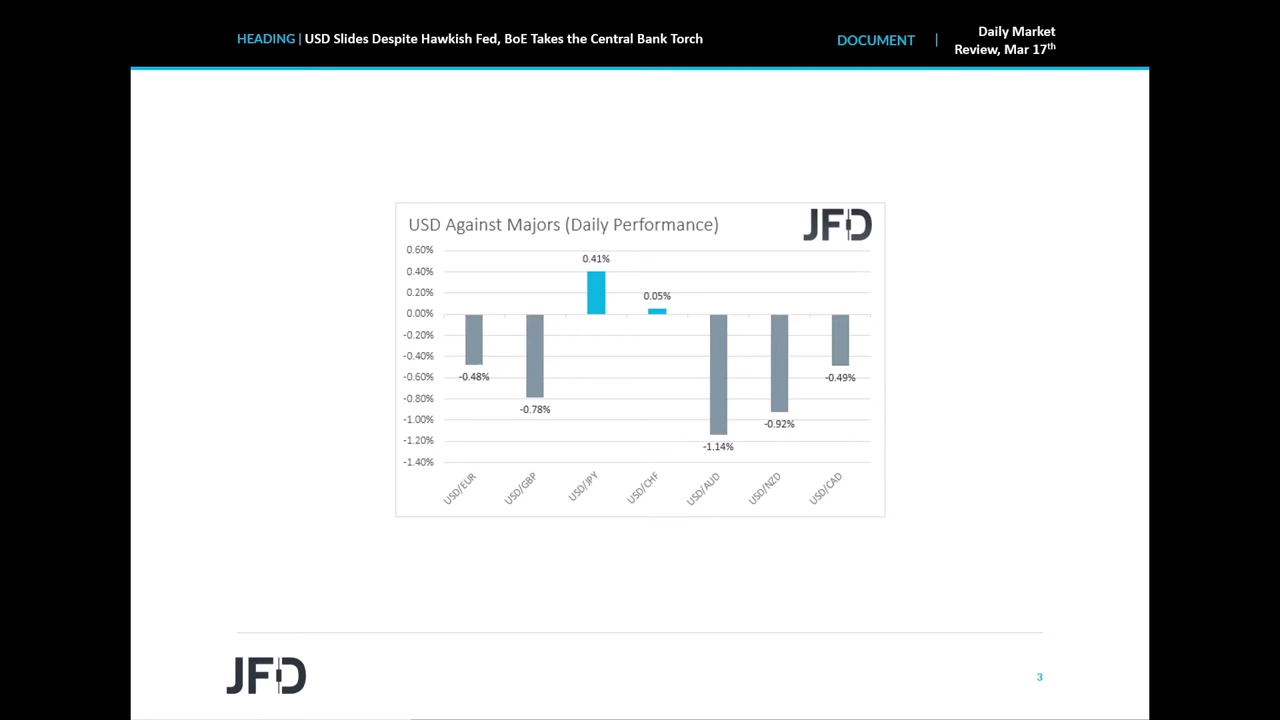 HEADING | USD Slides Despite Hawkish Fed, BoE Takes the Central Bank Torch
DOCUMENT | Daily Market
Review, Mar 17th
USD Against Majors (Daily Performance)
JFD
0.60%
0.40%
0.20%
0.00%
-0.20%
-0.40%
-0.60%
-0.80%
-1.00%
-1.20%
-1.40%
-0.48%
-0.78%
0.41%
0.05%
-1.14%
-0.92%
-0.49%
USD/EUR
USD/GBP
USD/JPY
USD/CHF
USD/AUD
USD/NZD
USD/CAD
JFD
3